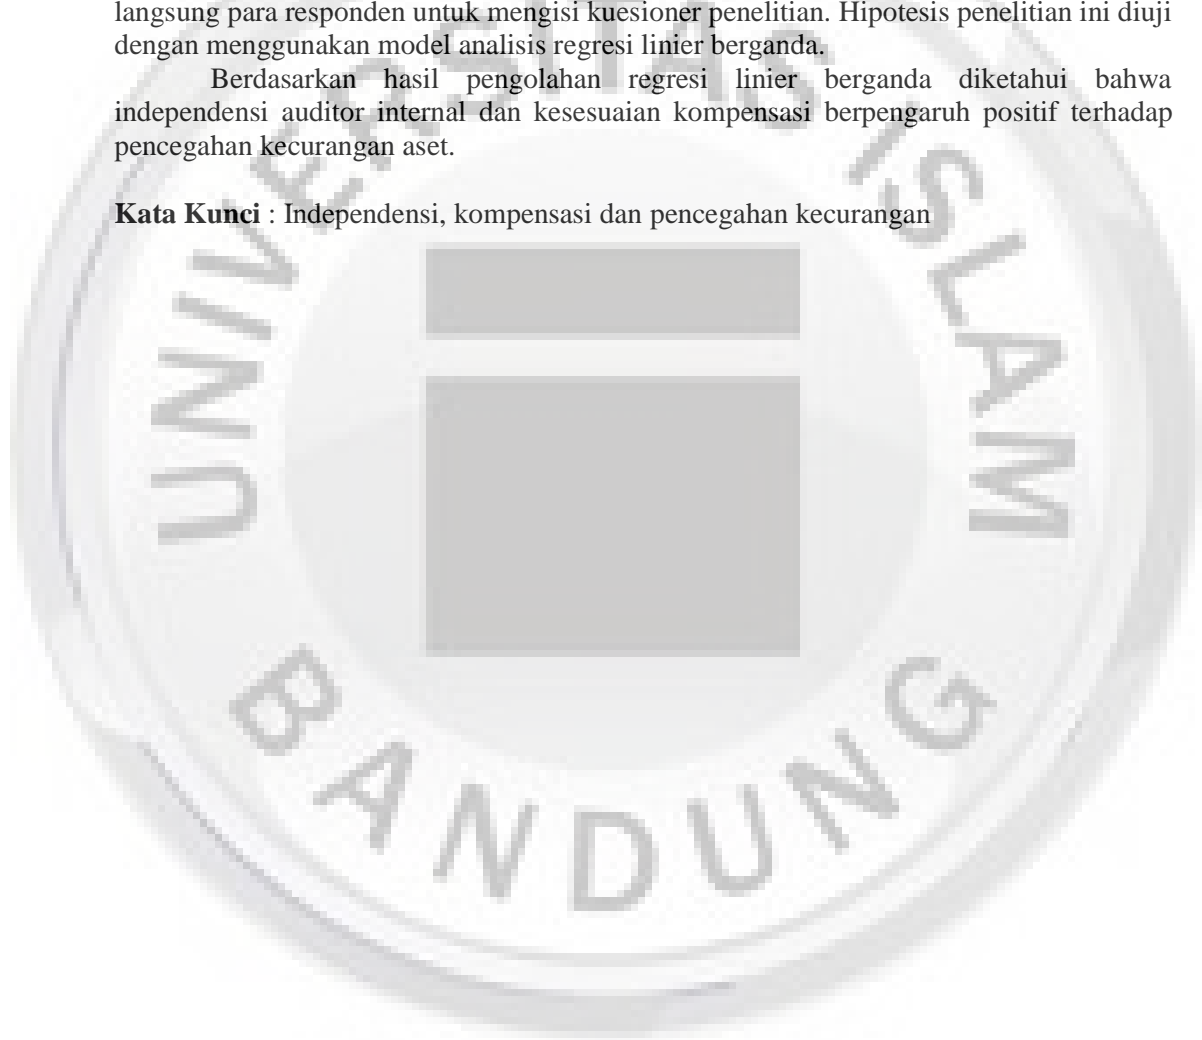 langsung para responden untuk mengisi kuesioner penelitian. Hipotesis penelitian ini diuji
dengan menggunakan model analisis regresi linier berganda.
Berdasarkan hasil pengolahan regresi linier berganda diketahui bahwa
independensi auditor internal dan kesesuaian kompensasi berpengaruh positif terhadap
pencegahan kecurangan aset.
Kata Kunci : Independensi, kompensasi dan pencegahan kecurangan
UNIVERSITAS ISLAM
BANDUNG